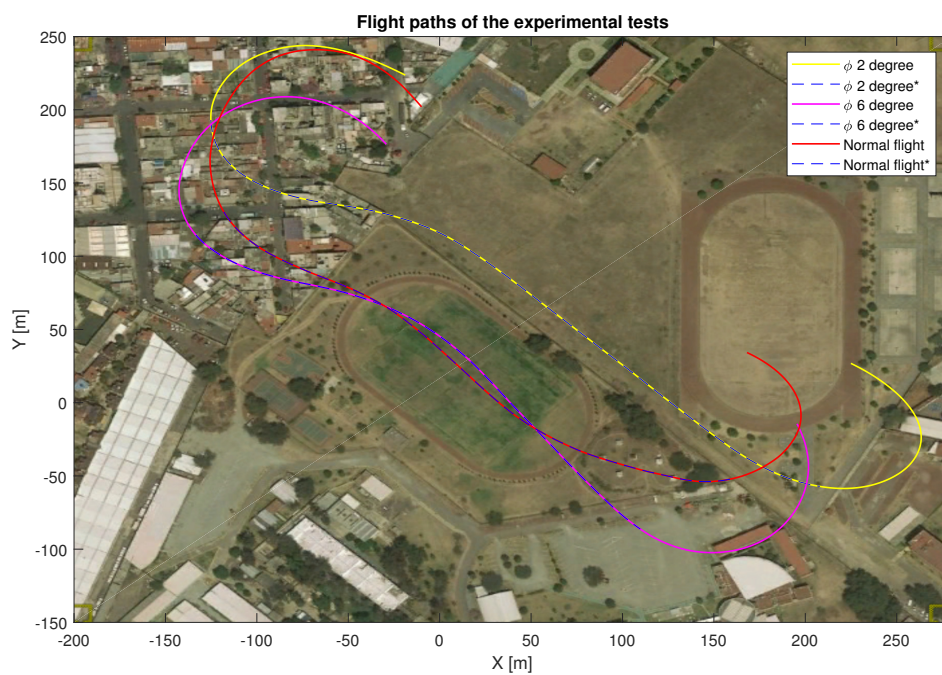 Flight paths of the experimental tests
250
200
150
100
50
0
-50
-100
-150
Y [m]
-200
-150
-100
-50
0
50
100
150
200
250
X [m]
ϕ 2 degree
ϕ 2 degree*
ϕ 6 degree
ϕ 6 degree*
Normal flight
Normal flight*